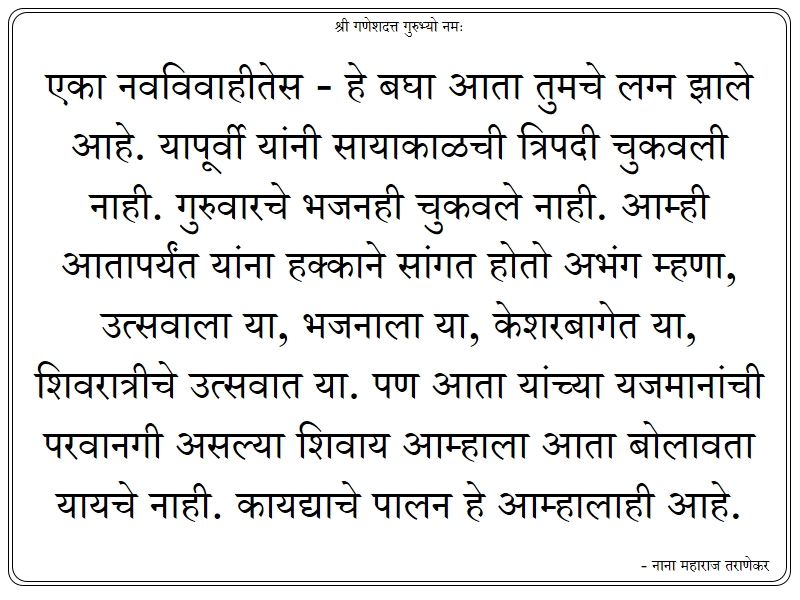 श्री गणेशदत्त गुरुभ्यो नमः
एका नवविवाहीतेस - हे बघा आता तुमचे लग्न झाले
आहे. यापूर्वी यांनी सायाकाळची त्रिपदी चुकवली
नाही. गुरुवारचे भजनही चुकवले नाही. आम्ही
आतापर्यंत यांना हक्काने सांगत होतो अभंग म्हणा,
उत्सवाला या, भजनाला या, केशरबागेत या,
शिवरात्रीचे उत्सवात या. पण आता यांच्या यजमानांची
परवानगी असल्या शिवाय आम्हाला आता बोलावता
यायचे नाही. कायद्याचे पालन हे आम्हालाही आहे.
- नाना महाराज तराणेकर